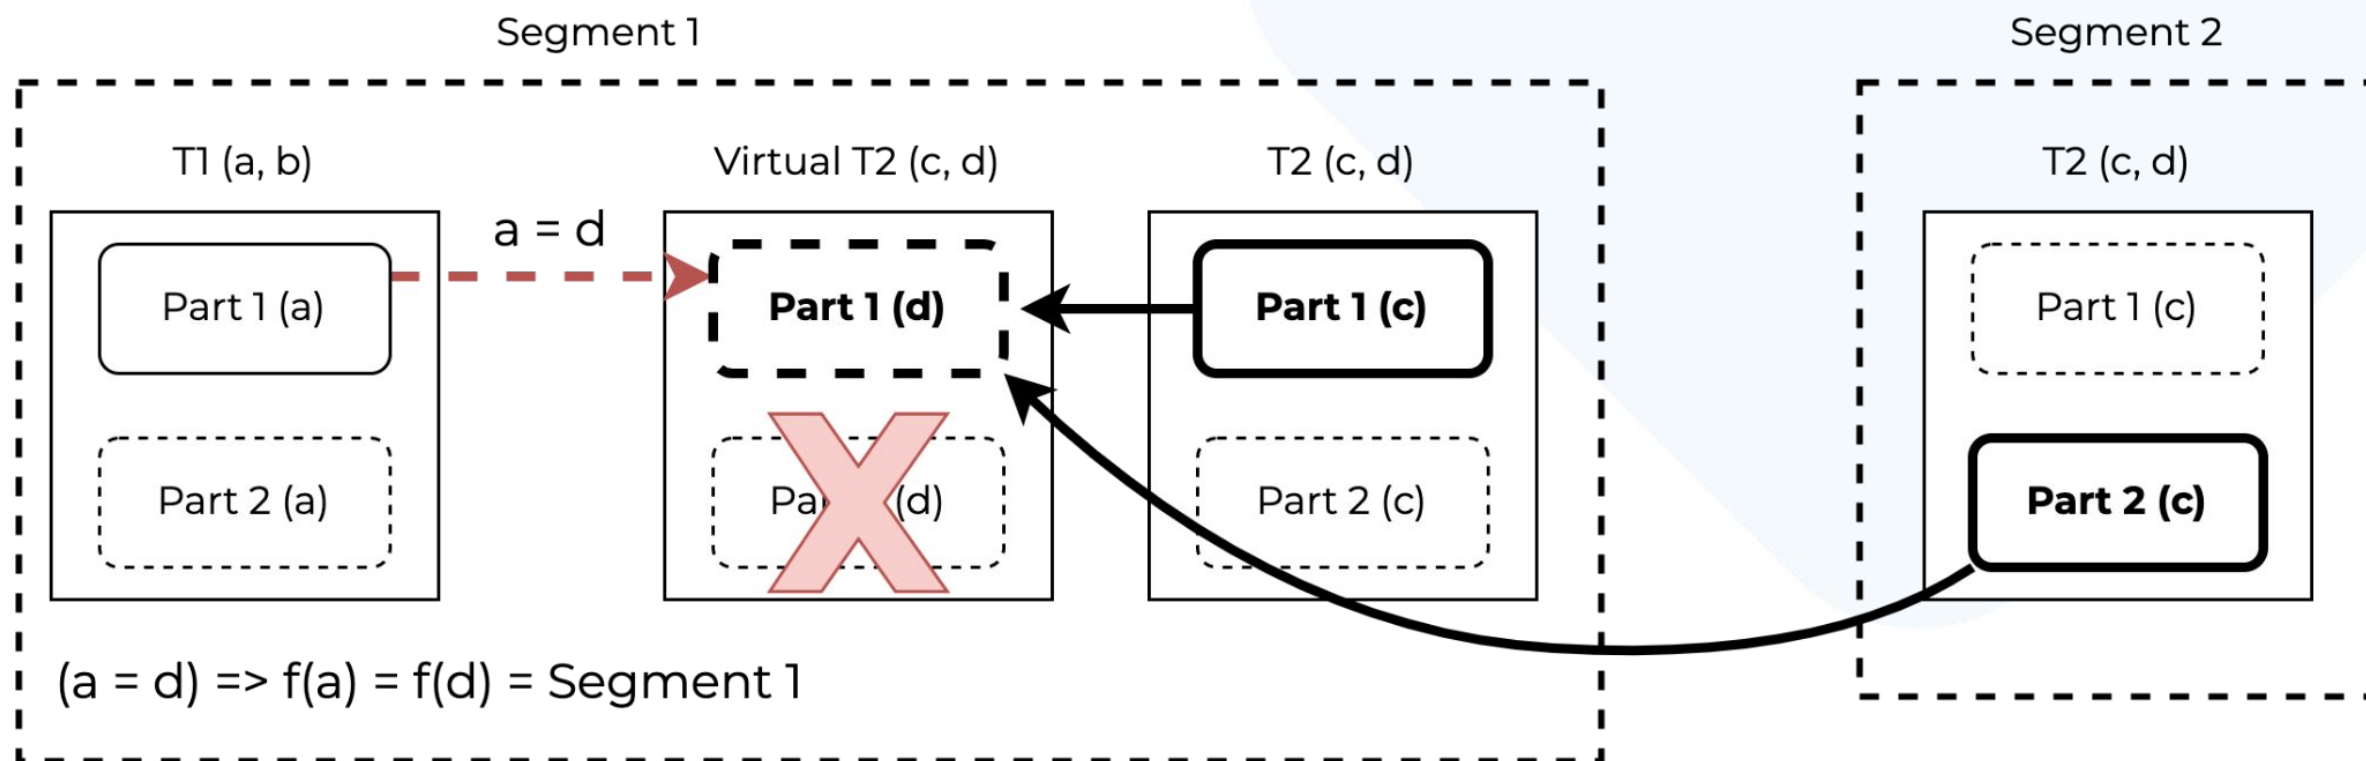 Segment 1
Segment 2
T1 (a, b)
Virtual T2 (c, d)
T2 (c, d)
T2 (c, d)
a = d
Part 1 (a)
Part 1 (d)
Part 1 (c)
Part 1 (c)
Part 2 (a)
(d)
Part 2 (c)
Part 2 (c)
(a = d) => f(a) = f(d) = Segment 1